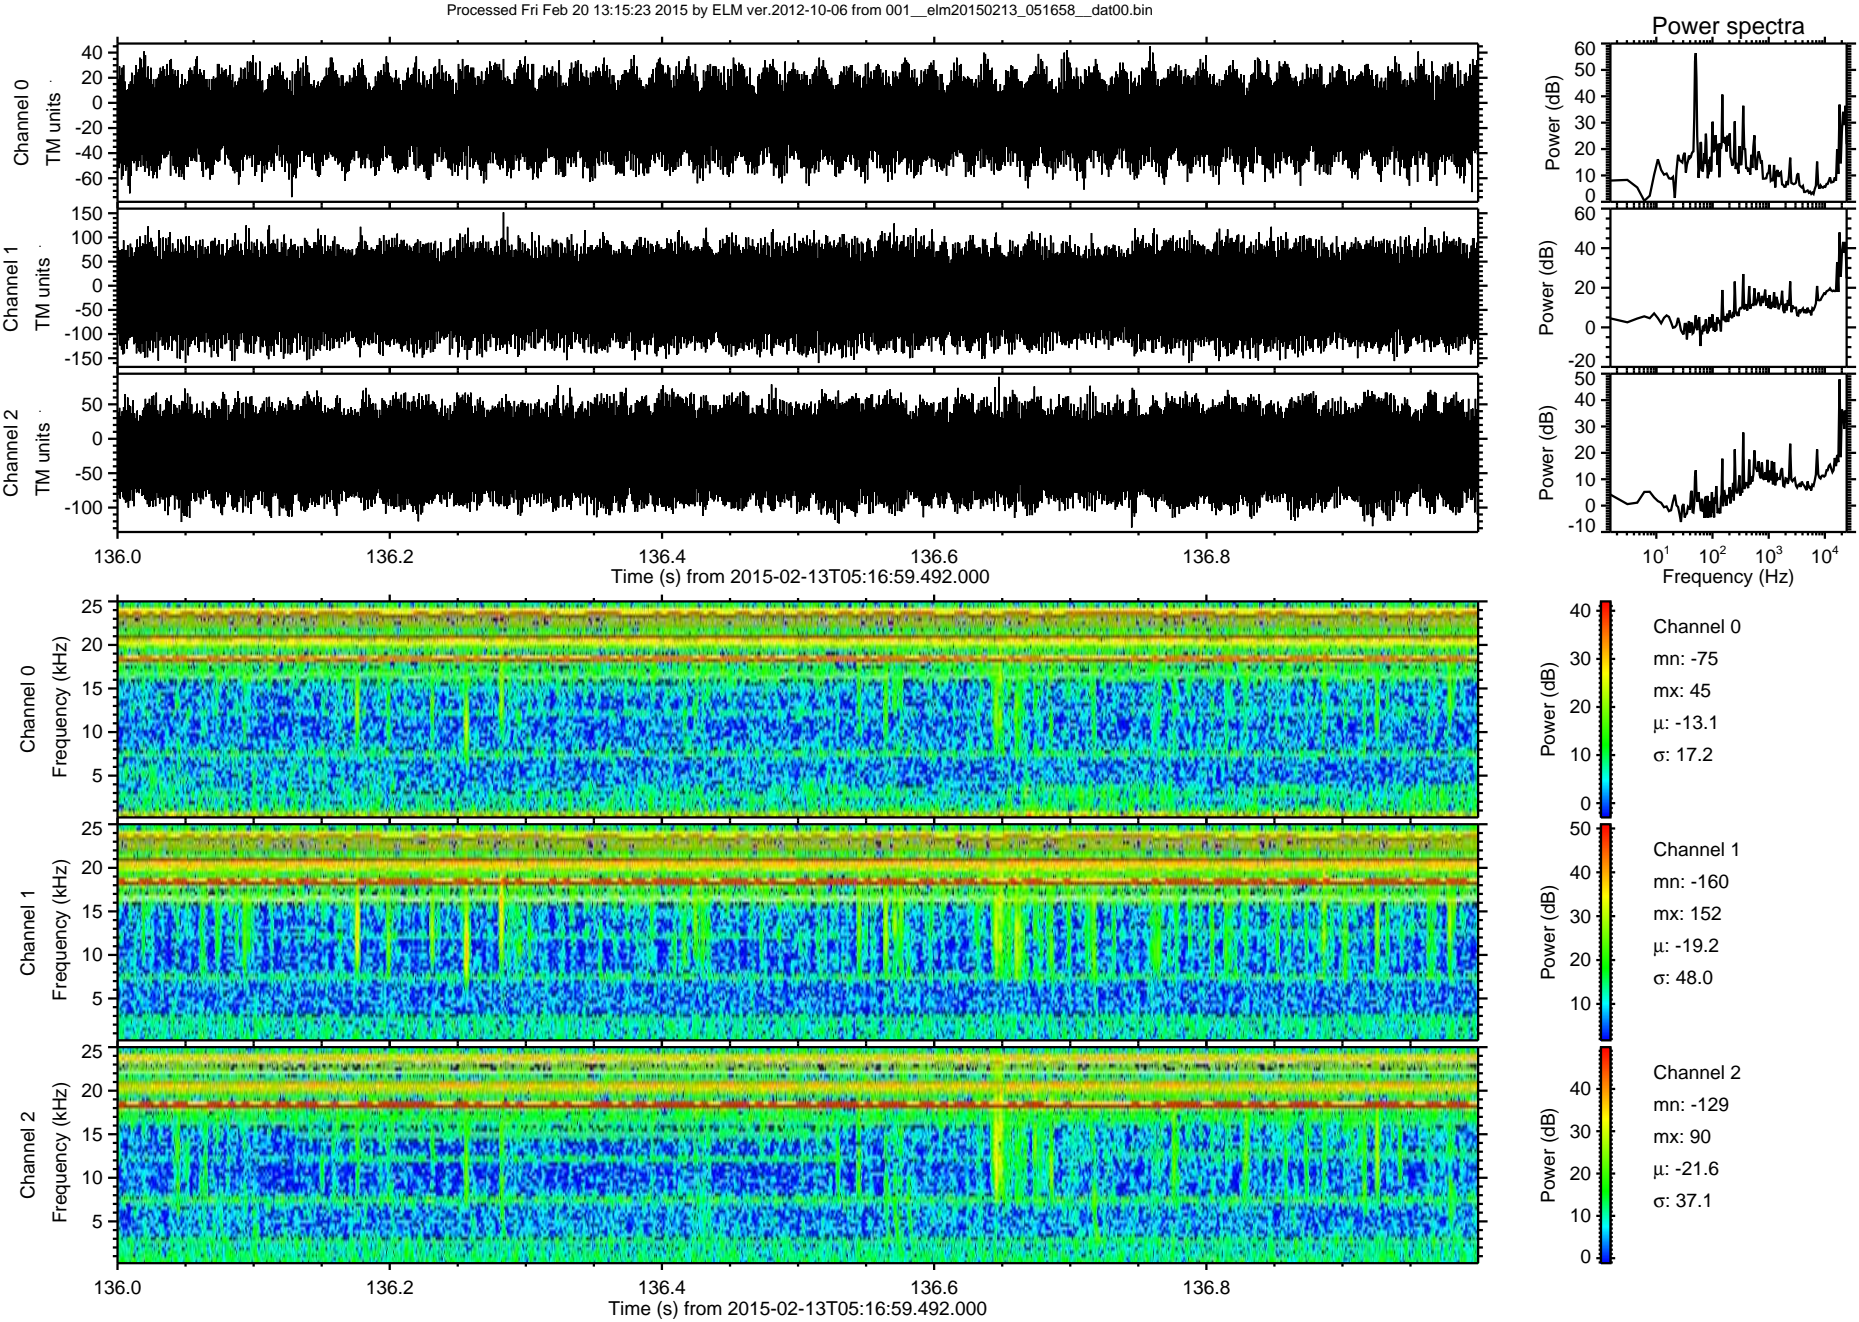 Processed Fri Feb 20 13:15:23 2015 by ELM ver.2012-10-06 from 001__elm20150213_051658__dat00.bin
Power spectra
Channel 0
TM units
40
20
0
-20
-40
-60
Power (dB)
60
50
40
30
20
10
0
Channel 1
TM units
150
100
50
0
-50
-100
-150
Power (dB)
60
40
20
0
-20
Channel 2
TM units
50
0
-50
-100
Power (dB)
50
40
30
20
10
0
-10
136.0 136.2 136.4 136.6 136.8
Time (s) from 2015-02-13T05:16:59.492.000
10^1 10^2 10^3 10^4
Frequency (Hz)
Channel 0
Frequency (kHz)
25
20
15
10
5
Power (dB)
40
30
20
10
0
Channel 0
mn: -75
mx: 45
μ: -13.1
σ: 17.2
Channel 1
Frequency (kHz)
25
20
15
10
5
Power (dB)
50
40
30
20
10
Channel 1
mn: -160
mx: 152
μ: -19.2
σ: 48.0
Channel 2
Frequency (kHz)
25
20
15
10
5
Power (dB)
40
30
20
10
0
Channel 2
mn: -129
mx: 90
μ: -21.6
σ: 37.1
136.0 136.2 136.4 136.6 136.8
Time (s) from 2015-02-13T05:16:59.492.000